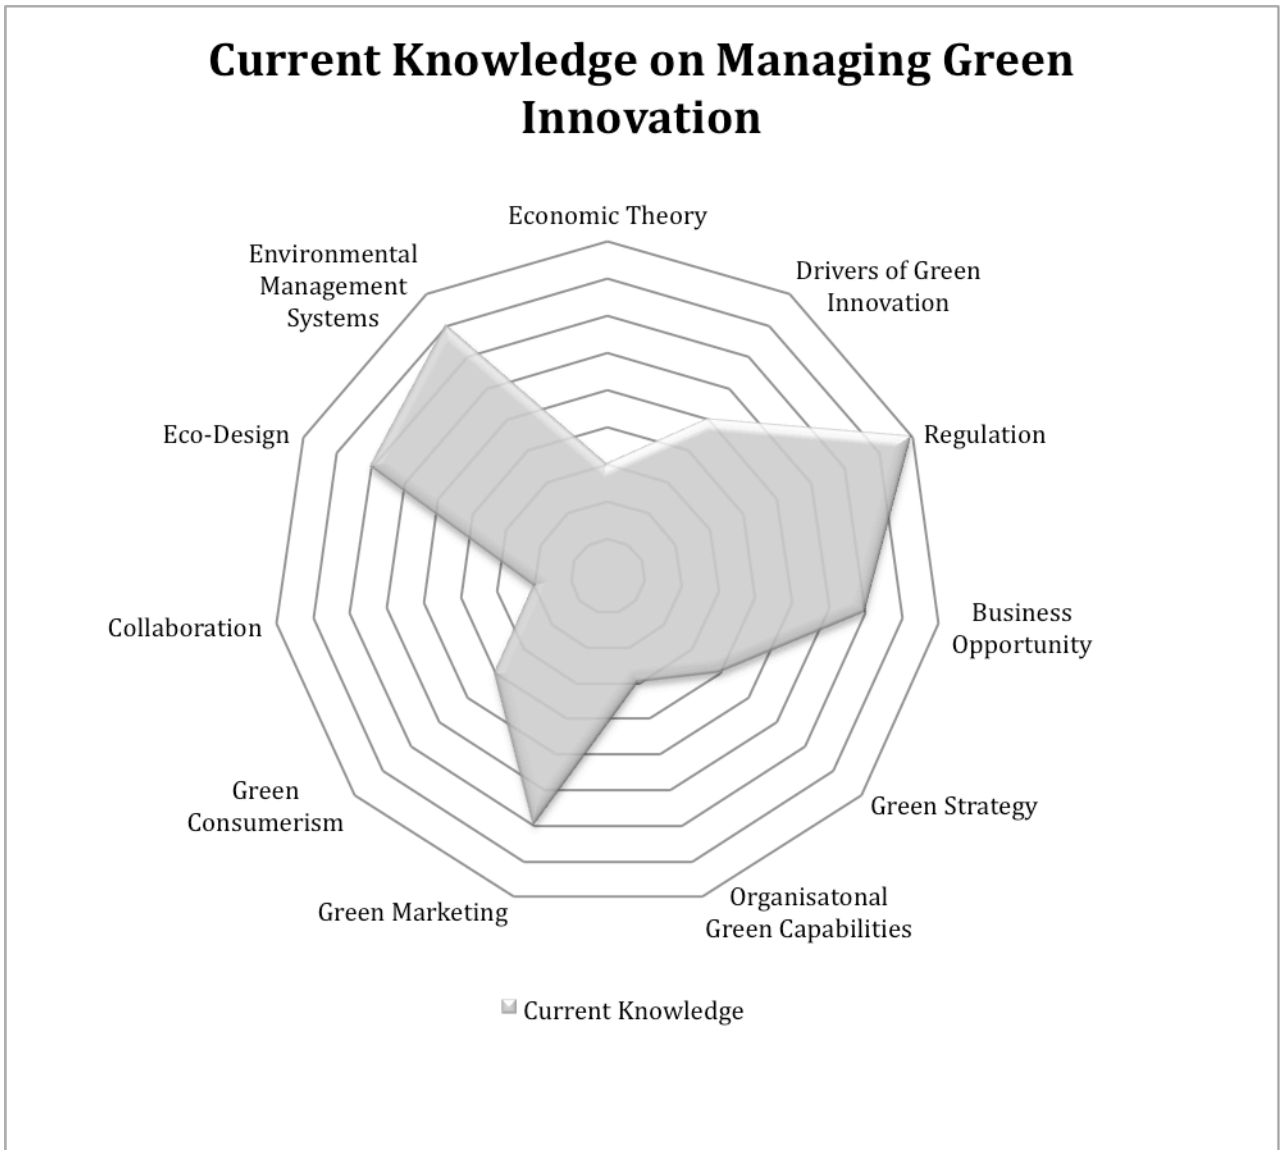 Current Knowledge on Managing Green
Innovation
Economic Theory
Drivers of Green
Innovation
Regulation
Business
Opportunity
Green Strategy
Organisatonal
Green Capabilities
Green Marketing
Green
Consumerism
Collaboration
Eco-Design
Environmental
Management
Systems
Current Knowledge